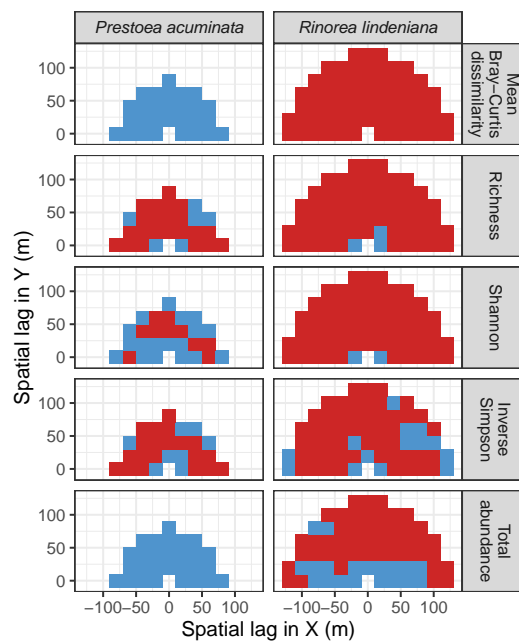 Prestoea acuminata
Rinorea lindeniana
Spatial lag in Y (m)
100
50
0
Mean
Bray−Curtis
dissimilarity
100
50
0
Richness
100
50
0
Shannon
100
50
0
Inverse
Simpson
100
50
0
Total
abundance
−100−50 0 50 100 −100−50 0 50 100
Spatial lag in X (m)